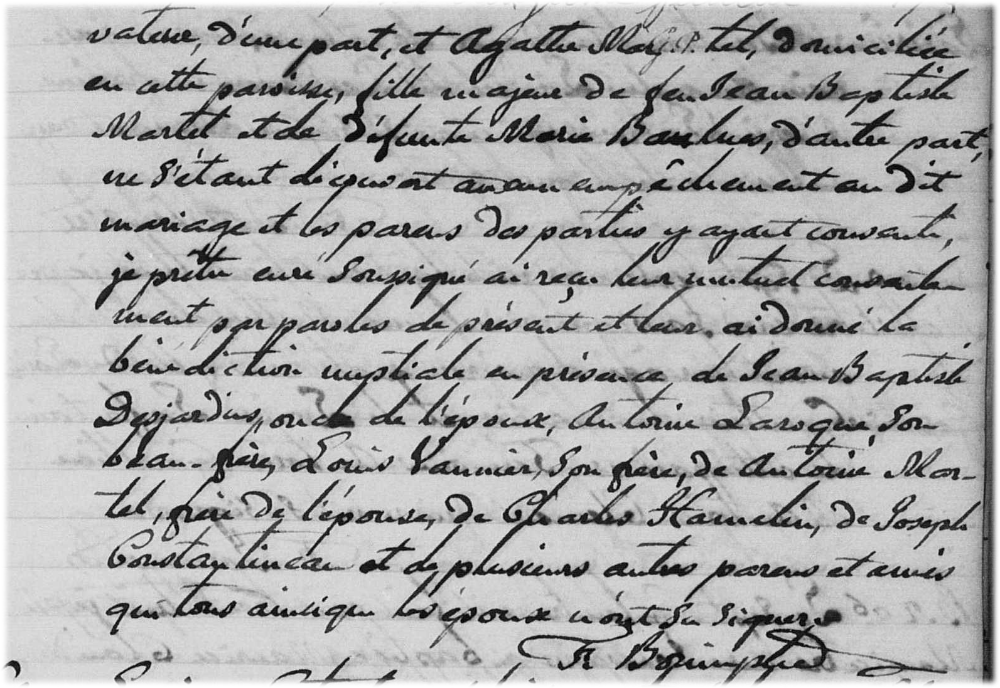 vateur, d'une part, et Agathe Martel, domiciliée
en cette paroisse, fille majeure de feu Jean Baptiste
Martel et de défunte Marie, d'autre part,
ne s'étant découvert aucun empêchement au dit
mariage et les parens des parties y ayant consenti,
je prêtre curé soussigné ai reçu leur mutuel consente
ment par paroles de présent et leur ai donné la
bénédiction nuptiale en présence de Jean Baptiste
Desjardins, oncle de l'époux, Antoine Laroque, son
beau-frère, Louis Vannier, son frère, de Antoine Mar-
tel, frère de l'épouse, de Charles Hamelin, de Joseph
Constantineau et de plusieurs autres parens et amis
qui tous ainsi que les époux n'ont su signer
Fr